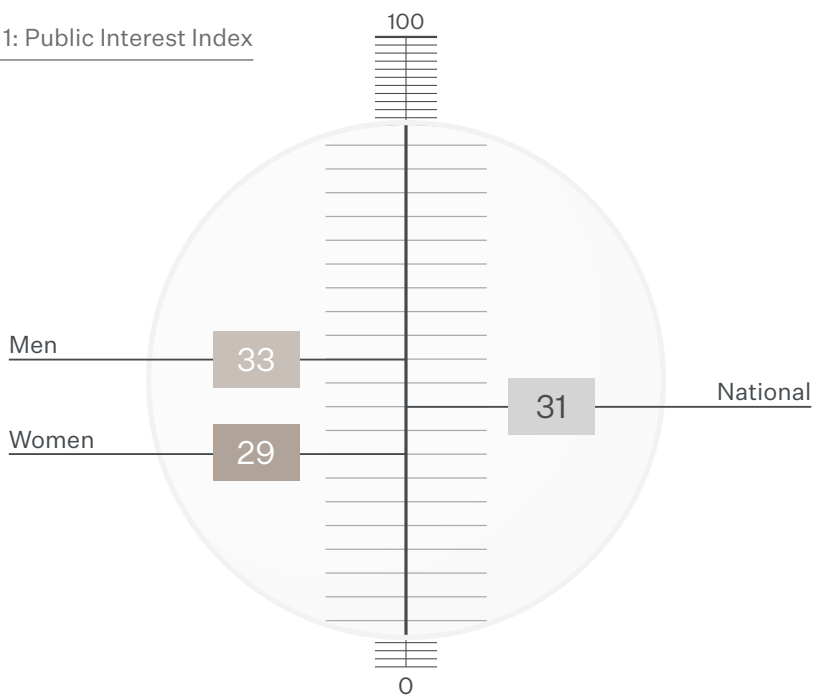 1: Public Interest Index
100
Men
33
National
31
Women
29
0